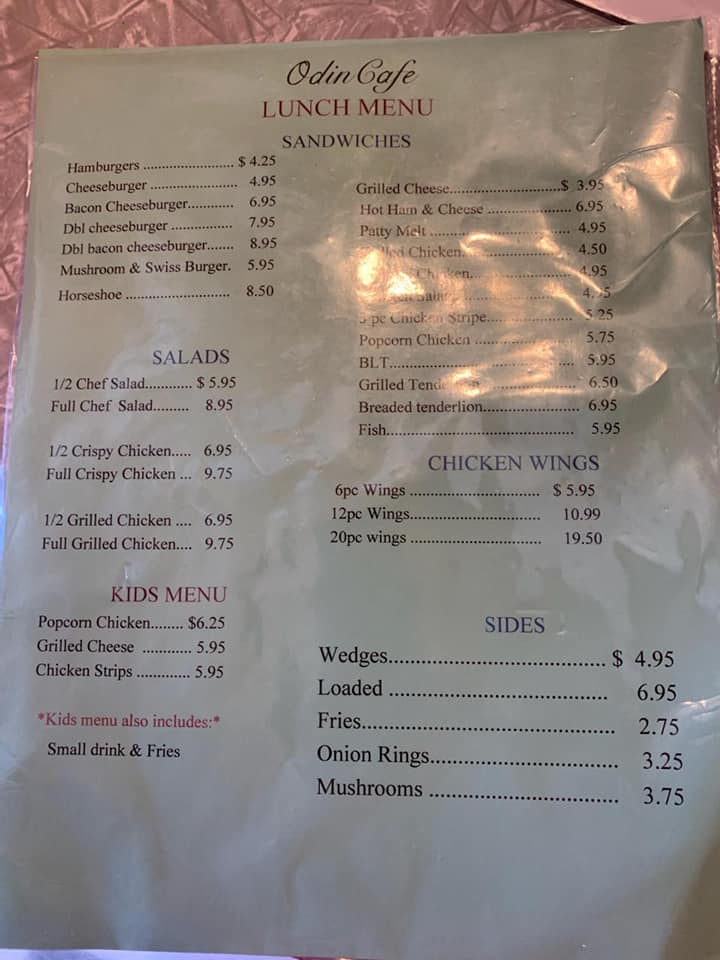 Odin Cafe
LUNCH MENU
SANDWICHES
Hamburgers .......................... $ 4.25
Cheeseburger ......................... 4.95
Bacon Cheeseburger............. 6.95
Dbl cheeseburger ................. 7.95
Dbl bacon cheeseburger....... 8.95
Mushroom & Swiss Burger. 5.95
Horseshoe .............................. 8.50
Grilled Cheese............................$ 3.95
Hot Ham & Cheese ..................... 6.95
Patty Melt ................................... 4.95
Chicken............................ 4.50
Chicken............................ 4.95
5 pc Chicken Stripe..................... 5.25
Popcorn Chicken ........................ 5.75
BLT............................................. 5.95
Grilled ........................... 6.50
Breaded tenderlion........................ 6.95
Fish............................................... 5.95
SALADS
1/2 Chef Salad............ $ 5.95
Full Chef Salad......... 8.95
1/2 Crispy Chicken..... 6.95
Full Crispy Chicken ... 9.75
1/2 Grilled Chicken .... 6.95
Full Grilled Chicken.... 9.75
CHICKEN WINGS
6pc Wings ................................ $ 5.95
12pc Wings................................ 10.99
20pc wings ................................ 19.50
KIDS MENU
Popcorn Chicken........ $6.25
Grilled Cheese ............ 5.95
Chicken Strips ............. 5.95
*Kids menu also includes:*
Small drink & Fries
SIDES
Wedges...................................... $ 4.95
Loaded ...................................... 6.95
Fries............................................ 2.75
Onion Rings................................ 3.25
Mushrooms ................................ 3.75